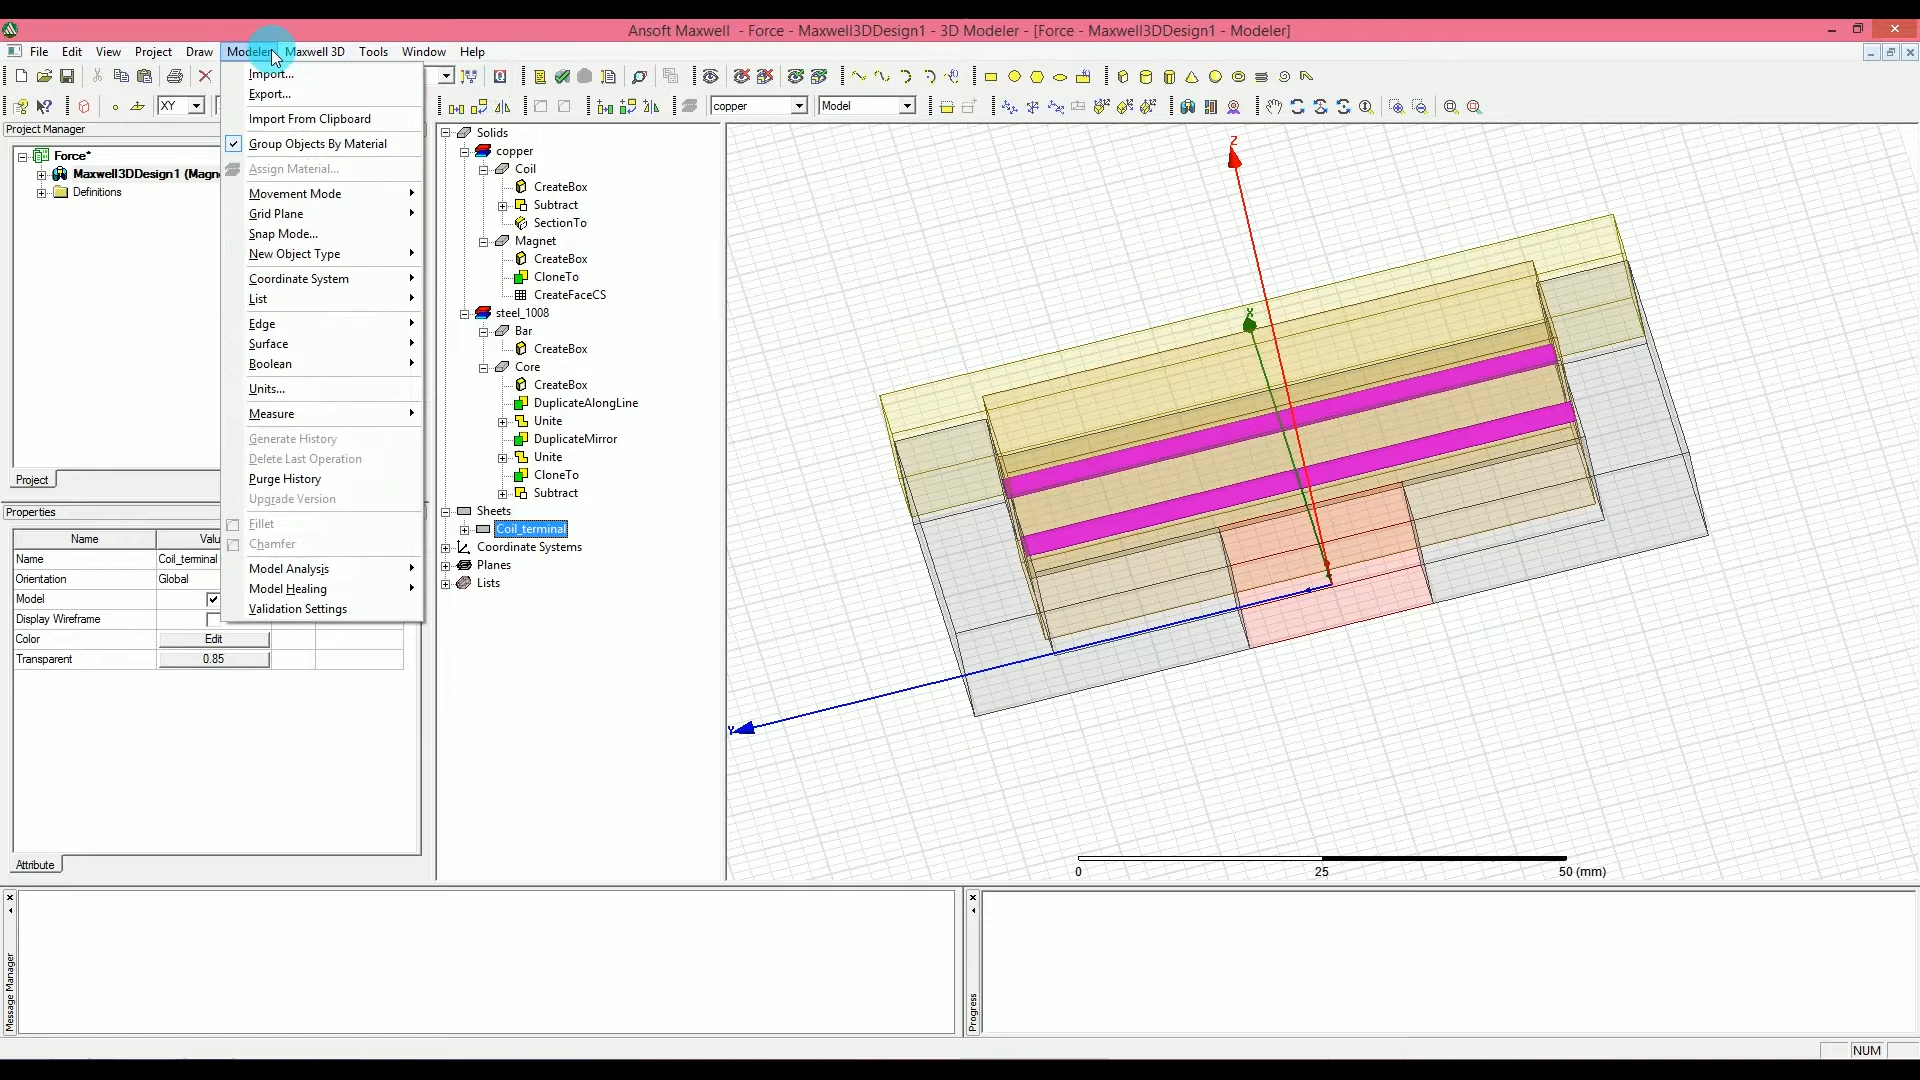 Ansoft Maxwell - Force - Maxwell3DDesign1 - 3D Modeler - [Force - Maxwell3DDesign1 - Modeler]
File Edit View Project Draw Modeler Maxwell 3D Tools Window Help
XY
copper
Model
Project Manager
Force*
Maxwell3DDesign1 (Magn
Definitions
Project
Import...
Export...
Import From Clipboard
Group Objects By Material
Assign Material...
Movement Mode
Grid Plane
Snap Mode...
New Object Type
Coordinate System
List
Edge
Surface
Boolean
Units...
Measure
Generate History
Delete Last Operation
Purge History
Upgrade Version
Fillet
Chamfer
Model Analysis
Model Healing
Validation Settings
Properties
Name Valu
Name Coil_terminal
Orientation Global
Model
Display Wireframe
Color Edit
Transparent 0.85
Attribute
Solids
copper
Coil
CreateBox
Subtract
SectionTo
Magnet
CreateBox
CloneTo
CreateFaceCS
steel_1008
Bar
CreateBox
Core
CreateBox
DuplicateAlongLine
Unite
DuplicateMirror
Unite
CloneTo
Subtract
Sheets
Coil_terminal
Coordinate Systems
Planes
Lists
Z
X
Y
0 25 50 (mm)
Message Manager
Progress
NUM